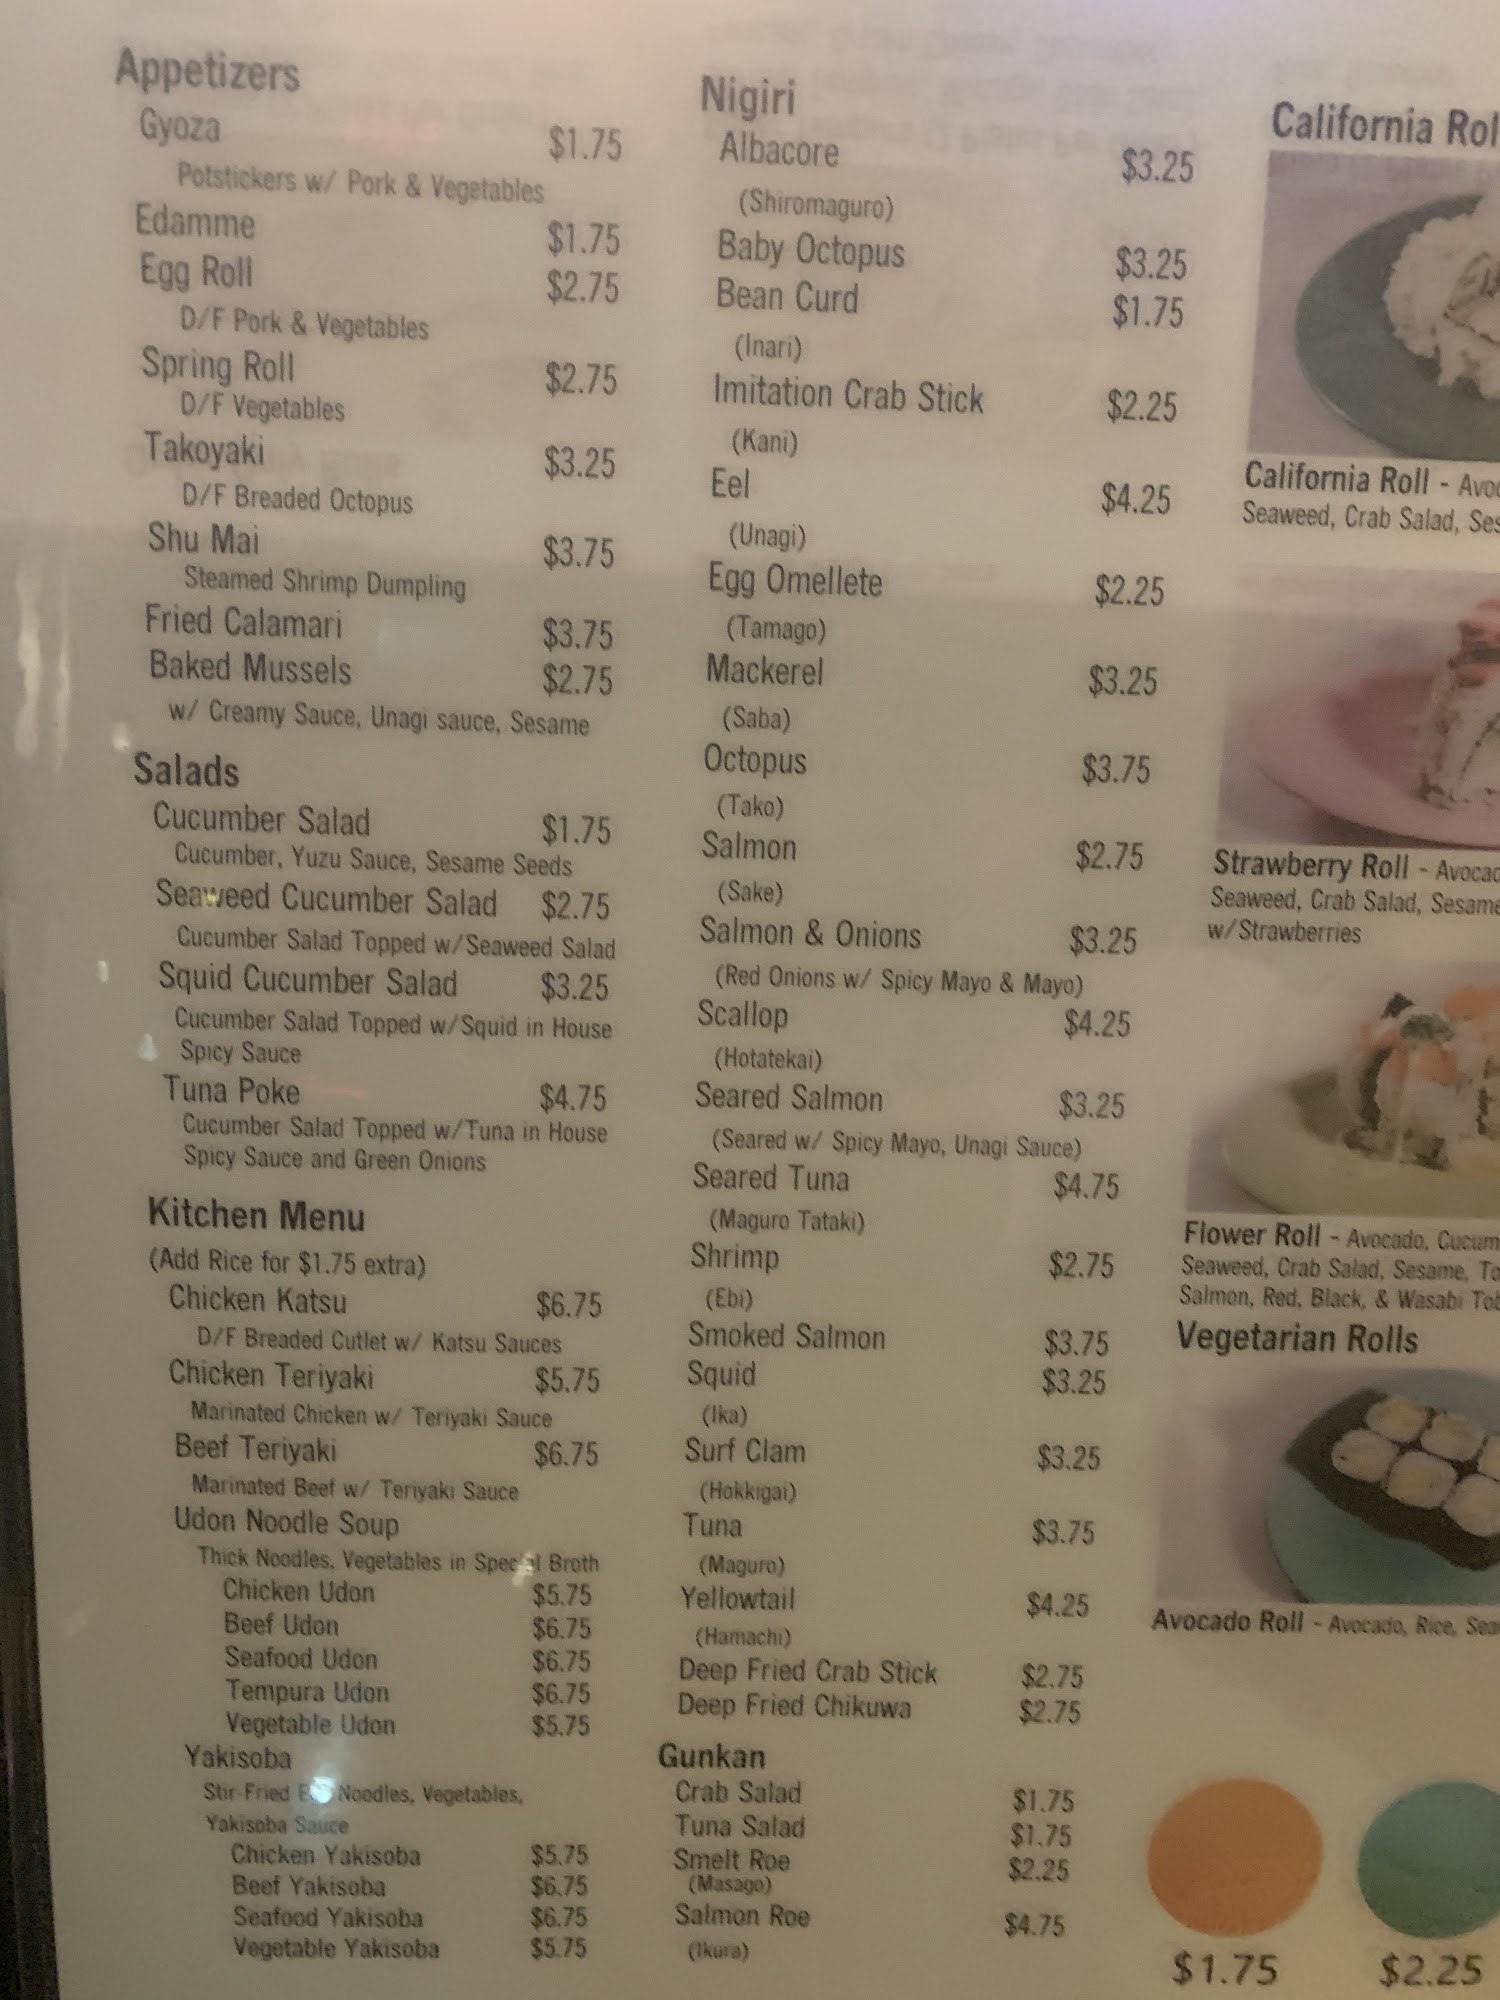 Appetizers
Gyoza $1.75
Potstickers w/ Pork & Vegetables
Edamme $1.75
Egg Roll $2.75
D/F Pork & Vegetables
Spring Roll $2.75
D/F Vegetables
Takoyaki $3.25
D/F Breaded Octopus
Shu Mai $3.75
Steamed Shrimp Dumpling
Fried Calamari $3.75
Baked Mussels $2.75
w/ Creamy Sauce, Unagi sauce, Sesame
Salads
Cucumber Salad $1.75
Cucumber, Yuzu Sauce, Sesame Seeds
Seaweed Cucumber Salad $2.75
Cucumber Salad Topped w/Seaweed Salad
Squid Cucumber Salad $3.25
Cucumber Salad Topped w/Squid in House
Spicy Sauce
Tuna Poke $4.75
Cucumber Salad Topped w/Tuna in House
Spicy Sauce and Green Onions
Kitchen Menu
(Add Rice for $1.75 extra)
Chicken Katsu $6.75
D/F Breaded Cutlet w/ Katsu Sauces
Chicken Teriyaki $5.75
Marinated Chicken w/ Teriyaki Sauce
Beef Teriyaki $6.75
Marinated Beef w/ Teriyaki Sauce
Udon Noodle Soup
Thick Noodles, Vegetables in Special Broth
Chicken Udon $5.75
Beef Udon $6.75
Seafood Udon $6.75
Tempura Udon $6.75
Vegetable Udon $5.75
Yakisoba
Stir-Fried Noodles, Vegetables,
Yakisoba Sauce
Chicken Yakisoba $5.75
Beef Yakisoba $6.75
Seafood Yakisoba $6.75
Vegetable Yakisoba $5.75
Nigiri
Albacore $3.25
(Shiromaguro)
Baby Octopus $3.25
Bean Curd $1.75
(Inari)
Imitation Crab Stick $2.25
(Kani)
Eel $4.25
(Unagi)
Egg Omellete $2.25
(Tamago)
Mackerel $3.25
(Saba)
Octopus $3.75
(Tako)
Salmon $2.75
(Sake)
Salmon & Onions $3.25
(Red Onions w/ Spicy Mayo & Mayo)
Scallop $4.25
(Hotatekai)
Seared Salmon $3.25
(Seared w/ Spicy Mayo, Unagi Sauce)
Seared Tuna $4.75
(Maguro Tataki)
Shrimp $2.75
(Ebi)
Smoked Salmon $3.75
Squid $3.25
(Ika)
Surf Clam $3.25
(Hokkigai)
Tuna $3.75
(Maguro)
Yellowtail $4.25
(Hamachi)
Deep Fried Crab Stick $2.75
Deep Fried Chikuwa $2.75
Gunkan
Crab Salad $1.75
Tuna Salad $1.75
Smelt Roe $2.25
(Masago)
Salmon Roe $4.75
(Ikura)
California Rol
California Roll - Avoc
Seaweed, Crab Salad, Ses
Strawberry Roll - Avocad
Seaweed, Crab Salad, Sesame
w/Strawberries
Flower Roll - Avocado, Cucum
Seaweed, Crab Salad, Sesame, To
Salmon, Red, Black, & Wasabi Tob
Vegetarian Rolls
Avocado Roll - Avocado, Rice, Sea
$1.75 $2.25